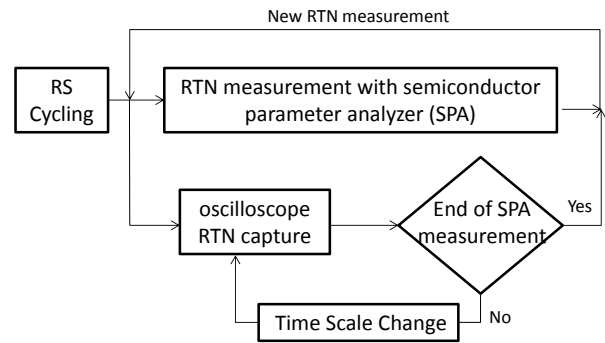 New RTN measurement
RS
Cycling
RTN measurement with semiconductor
parameter analyzer (SPA)
oscilloscope
RTN capture
End of SPA
measurement
Yes
No
Time Scale Change